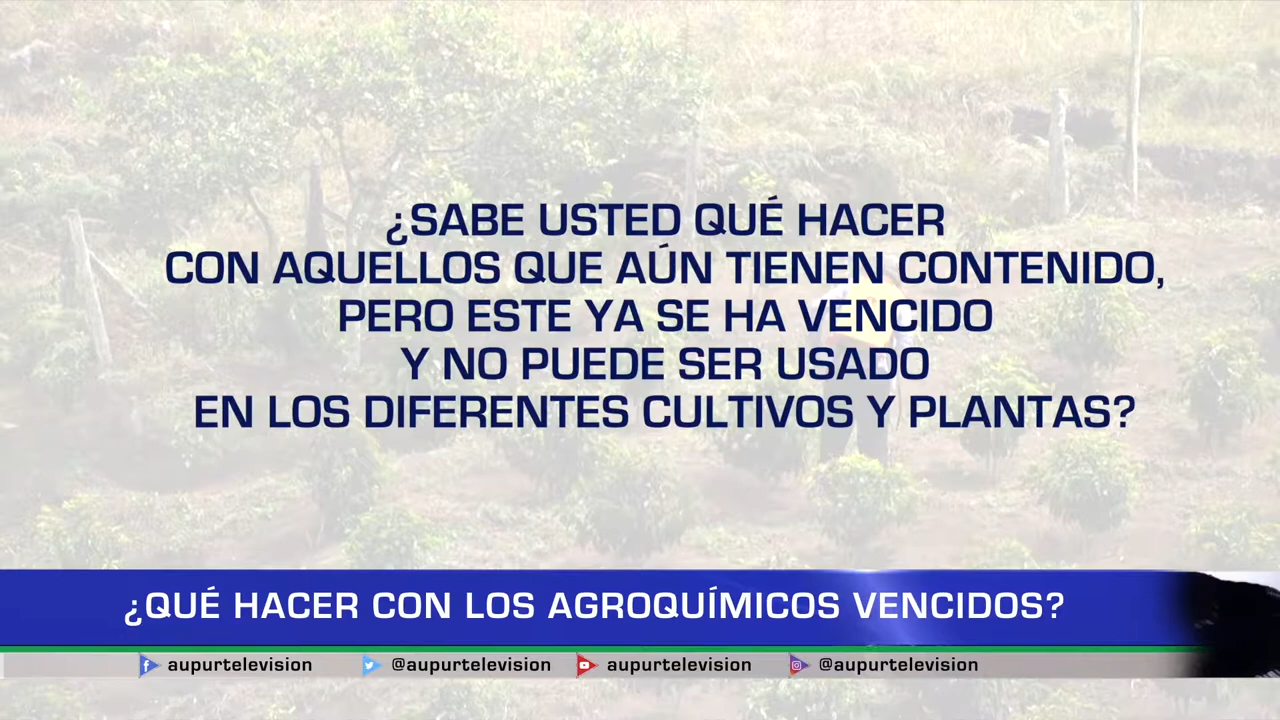 ¿SABE USTED QUÉ HACER
CON AQUELLOS QUE AÚN TIENEN CONTENIDO,
PERO ESTE YA SE HA VENCIDO
Y NO PUEDE SER USADO
EN LOS DIFERENTES CULTIVOS Y PLANTAS?
¿QUÉ HACER CON LOS AGROQUÍMICOS VENCIDOS?
aupurtelevision @aupurtelevision aupurtelevision @aupurtelevision